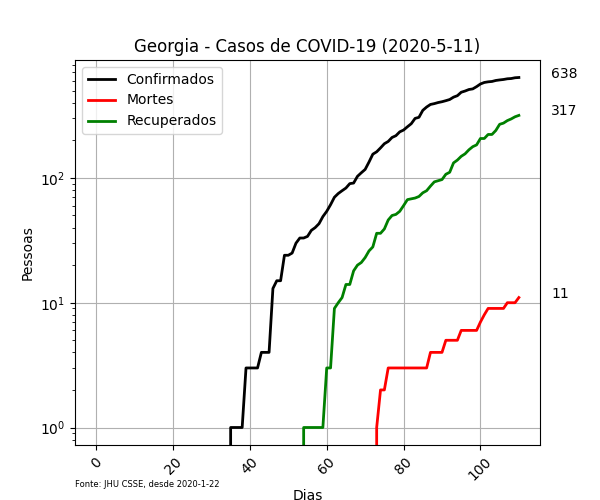 Georgia - Casos de COVID-19 (2020-5-11)
Confirmados
Mortes
Recuperados
638
317
11
10²
10¹
10⁰
Pessoas
0 20 40 60 80 100
Fonte: JHU CSSE, desde 2020-1-22
Dias